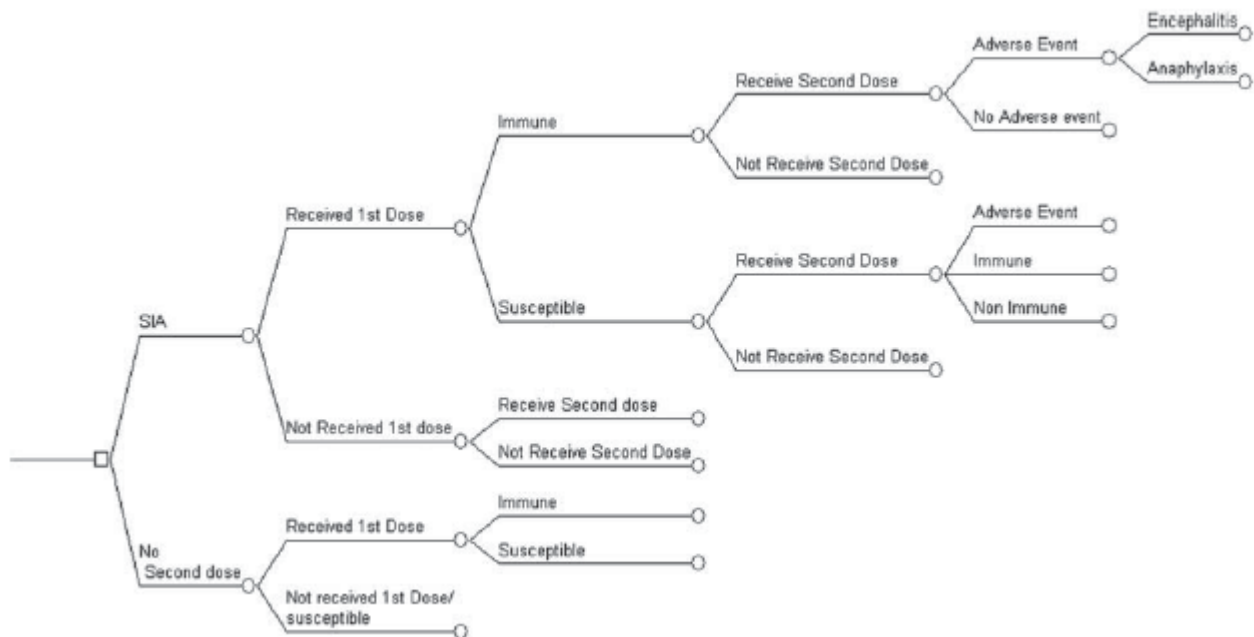 Encephalitis
Adverse Event
Anaphylaxis
Receive Second Dose
No Adverse event
Immune
Not Receive Second Dose
Received 1st Dose
Adverse Event
Receive Second Dose
Immune
Susceptible
Non Immune
SIA
Not Receive Second Dose
Receive Second dose
Not Received 1st dose
Not Receive Second Dose
Immune
Received 1st Dose
No
Second dose
Susceptible
Not received 1st Dose/
susceptible